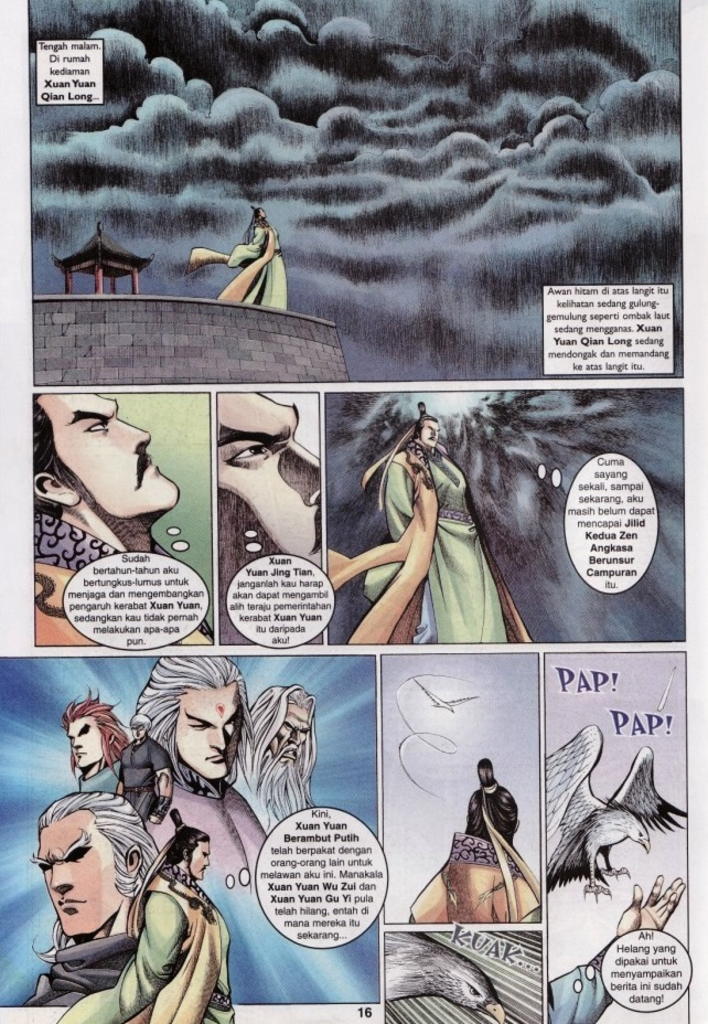 Tengah malam.
Di rumah
kediaman
Xuan Yuan
Qian Long...
Awan hitam di atas langit itu
kelihatan sedang gulung-
gemulung seperti ombak laut
sedang mengganas. Xuan
Yuan Qian Long sedang
mendongak dan memandang
ke atas langit itu.
Sudah
bertahun-tahun aku
bertungkus-lumus untuk
menjaga dan mengembangkan
pengaruh kerabat Xuan Yuan,
sedangkan kau tidak pernah
melakukan apa-apa
pun.
Xuan
Yuan Jing Tian,
janganlah kau harap
akan dapat mengambil
alih teraju pemerintahan
kerabat Xuan Yuan
itu daripada
aku!
Cuma
sayang
sekali, sampai
sekarang, aku
masih belum dapat
mencapai Jilid
Kedua Zen
Angkasa
Berunsur
Campuran
itu.
Kini,
Xuan Yuan
Berambut Putih
telah berpakat dengan
orang-orang lain untuk
melawan aku ini. Manakala
Xuan Yuan Wu Zui dan
Xuan Yuan Gu Yi pula
telah hilang, entah di
mana mereka itu
sekarang...
PAP!
PAP!
KUAK...
Ah!
Helang yang
dipakai untuk
menyampaikan
berita ini sudah
datang!
16